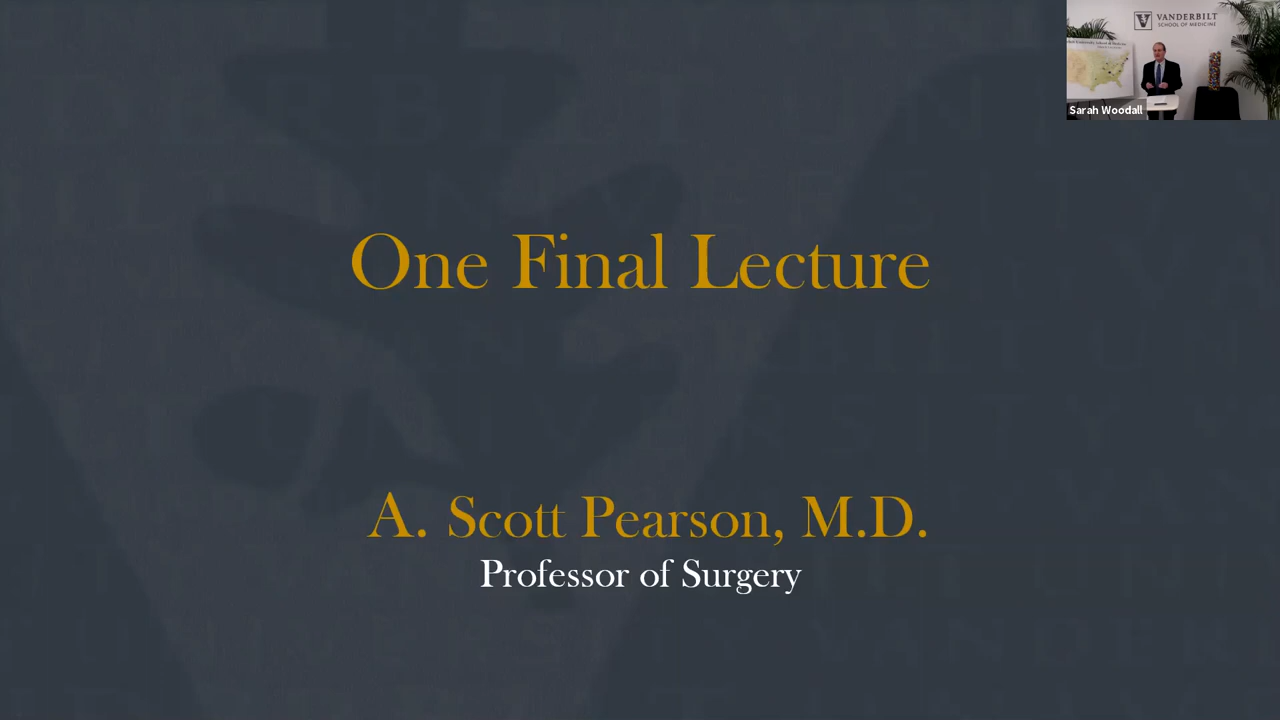 VANDERBILT
SCHOOL OF MEDICINE
Sarah Woodall
One Final Lecture
A. Scott Pearson, M.D.
Professor of Surgery